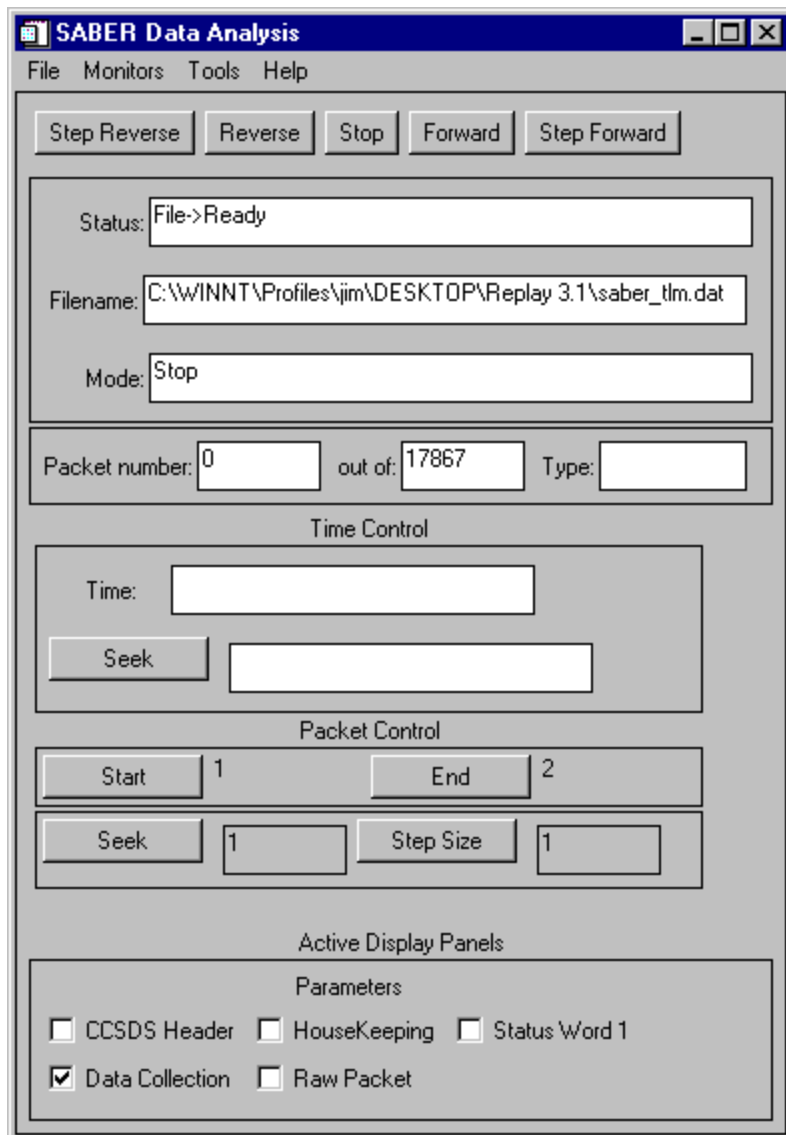 SABER Data Analysis
File Monitors Tools Help
Step Reverse Reverse Stop Forward Step Forward
Status: File->Ready
Filename: C:\WINNT\Profiles\jim\DESKTOP\Replay 3.1\saber_tlm.dat
Mode: Stop
Packet number: 0 out of: 17867 Type:
Time Control
Time:
Seek
Packet Control
Start 1 End 2
Seek 1 Step Size 1
Active Display Panels
Parameters
CCSDS Header HouseKeeping Status Word 1
Data Collection Raw Packet